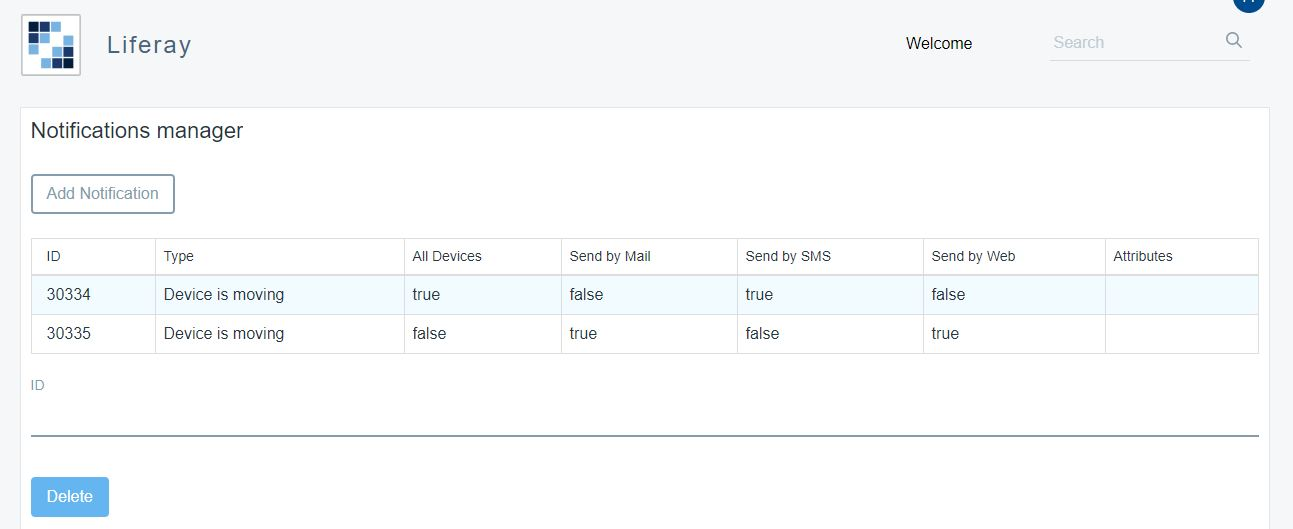 Liferay
Welcome
Search
Notifications manager
Add Notification
ID Type All Devices Send by Mail Send by SMS Send by Web Attributes
30334 Device is moving true false true false
30335 Device is moving false true false true
ID
Delete